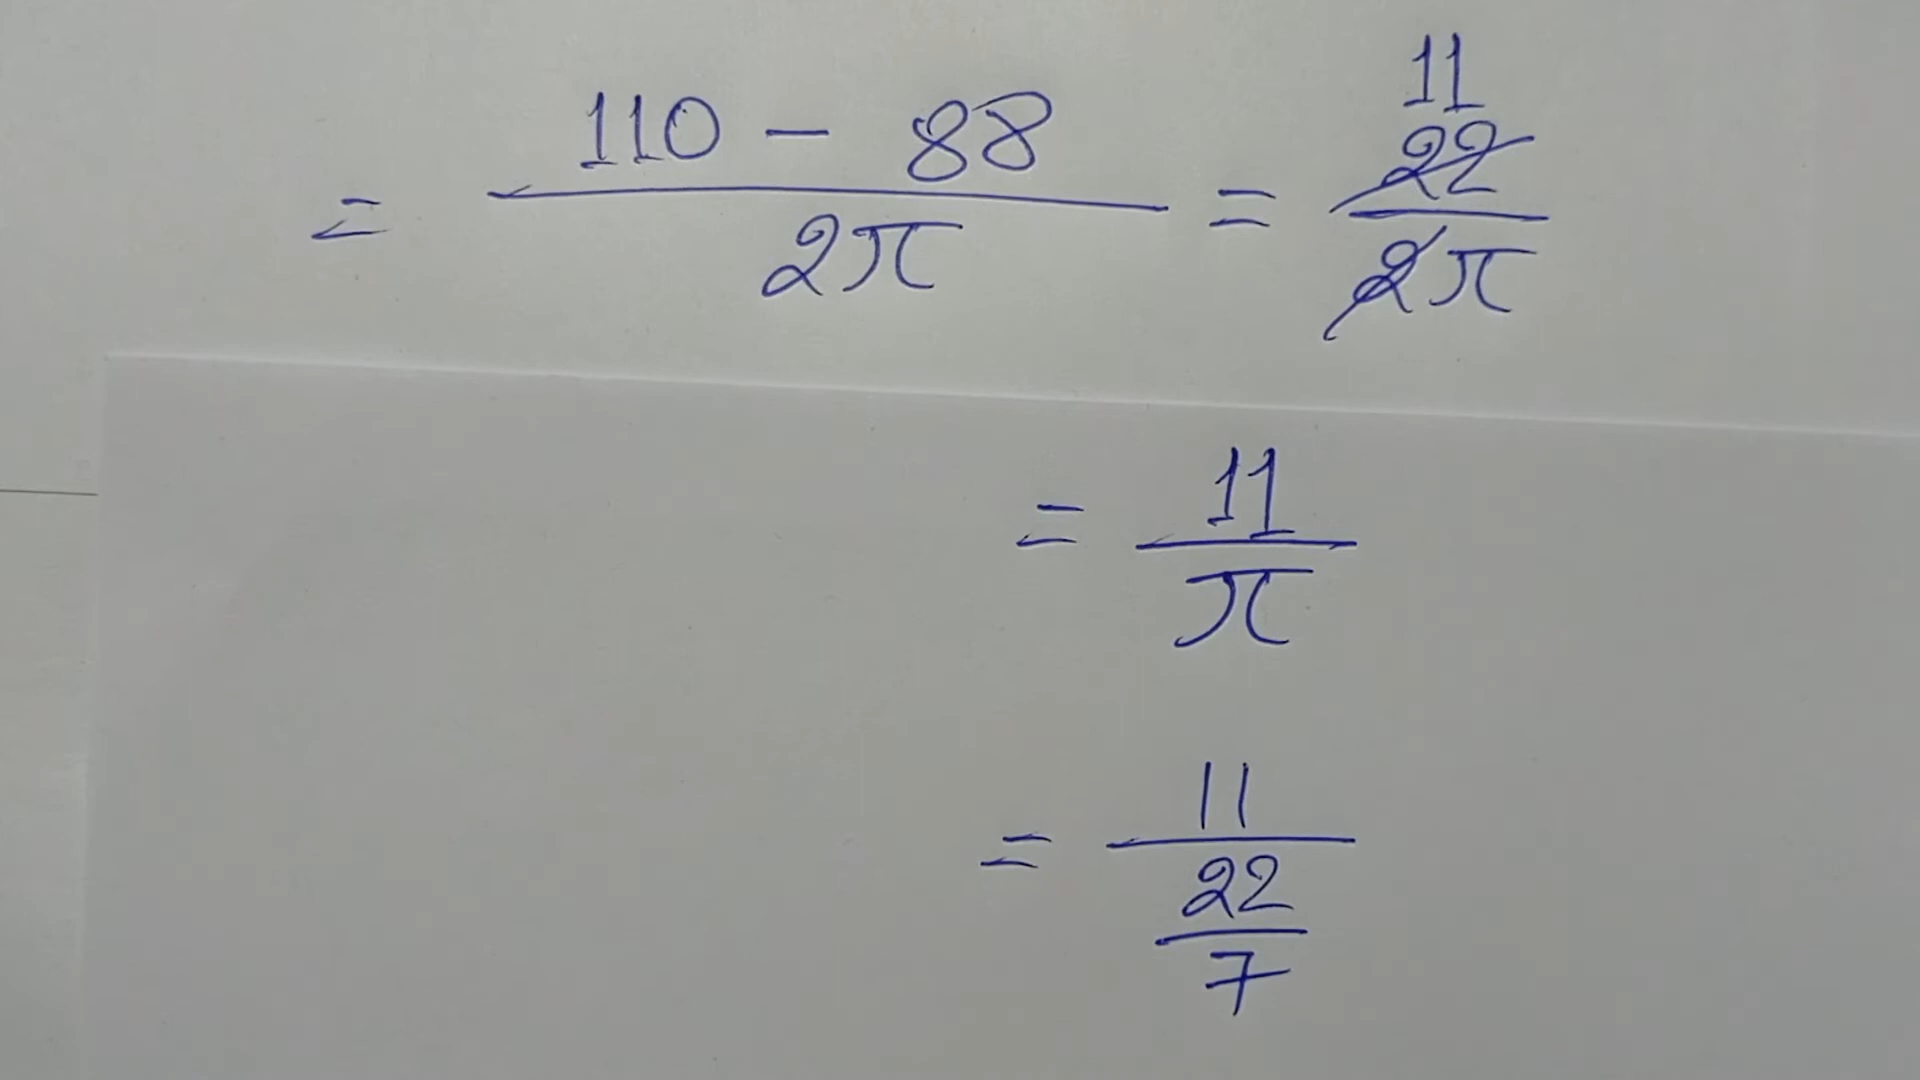 = (110 - 88)/(2π) = 11 22/(2π)
= 11/π
= 11/(22/7)